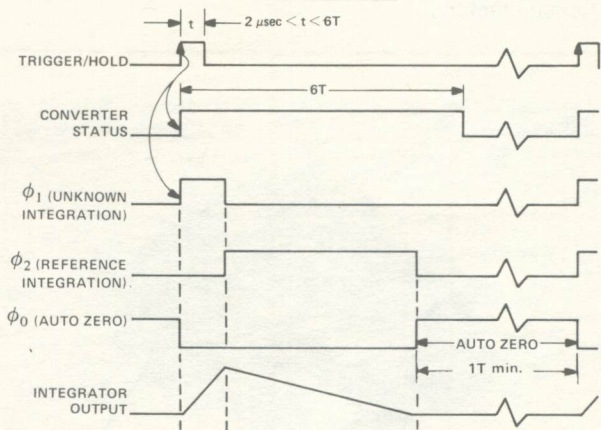 t
2 μsec < t < 6T
TRIGGER/HOLD
6T
CONVERTER
STATUS
ϕ1 (UNKNOWN
INTEGRATION)
ϕ2 (REFERENCE
INTEGRATION).
ϕ0 (AUTO ZERO)
AUTO ZERO
1T min.
INTEGRATOR
OUTPUT